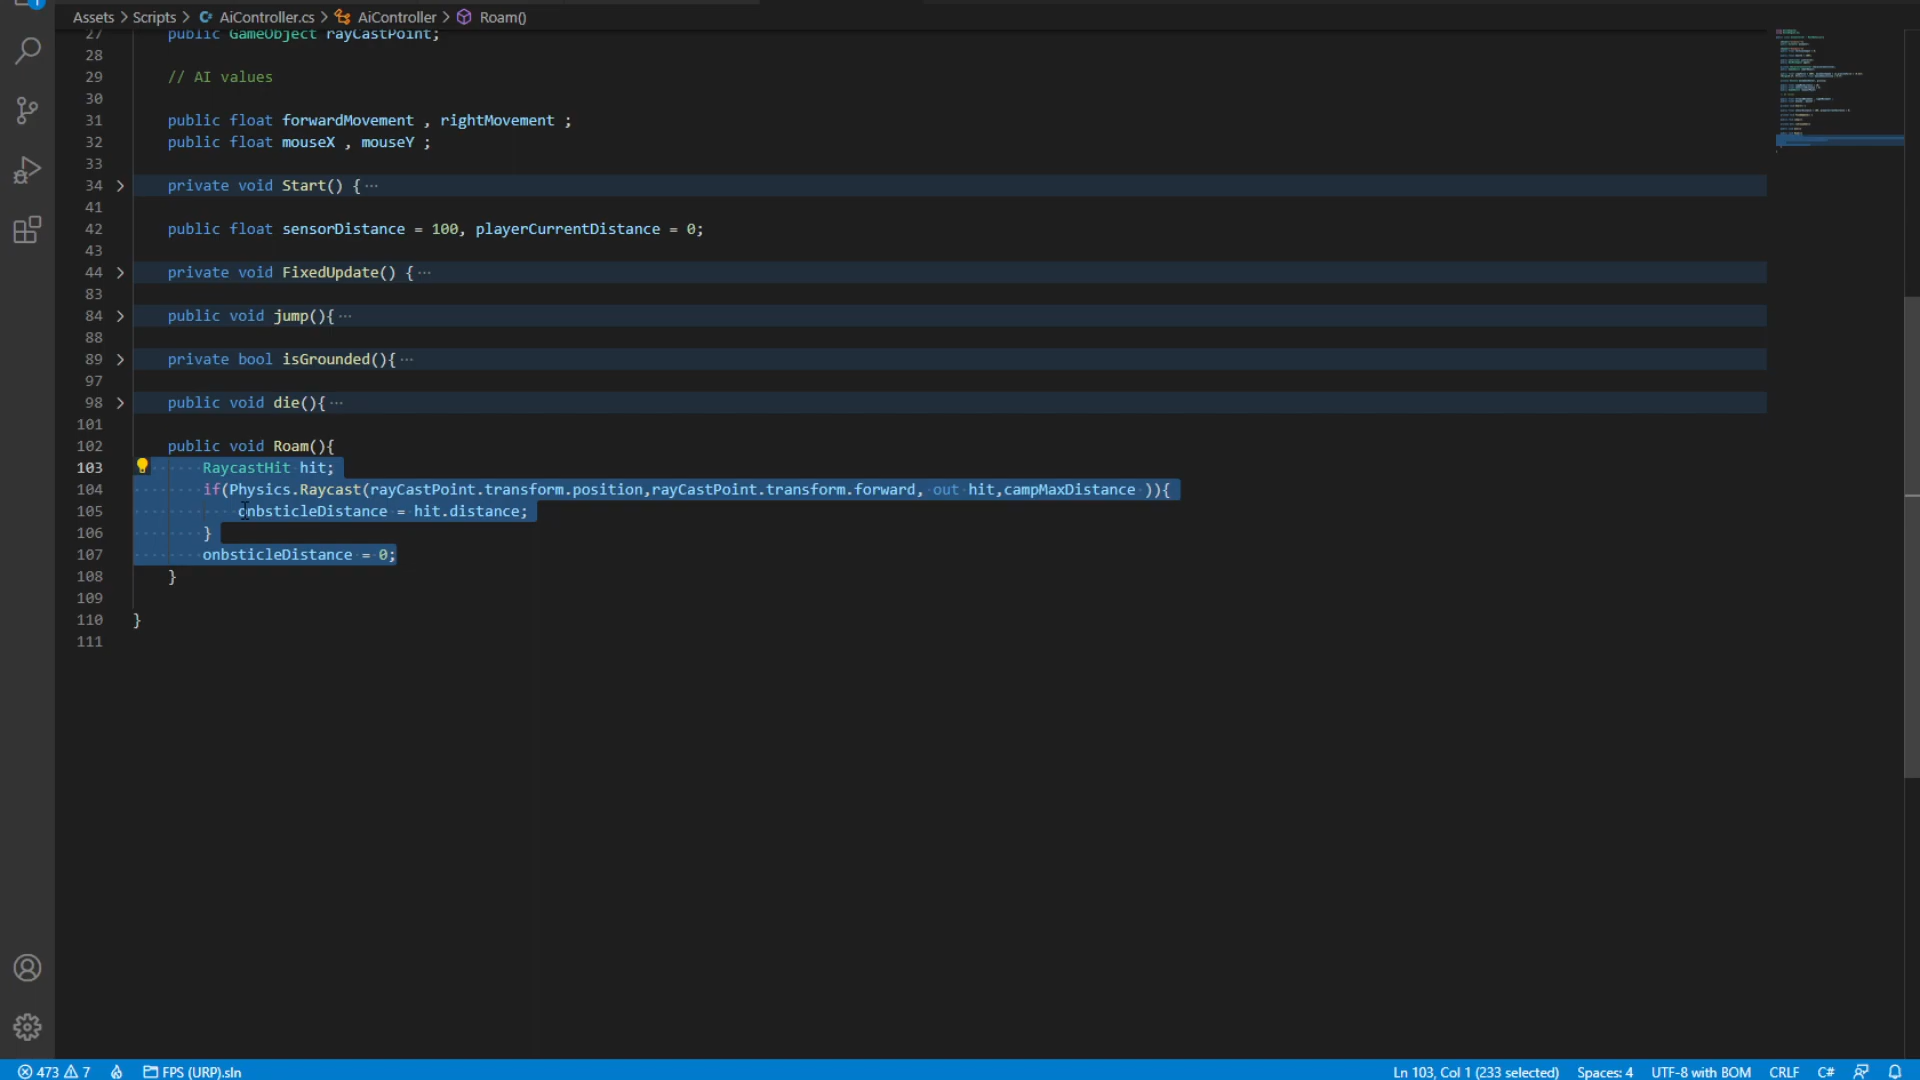 1
Assets > Scripts > AiController.cs > AiController > Roam()
27 public GameObject rayCastPoint;
28
29 // AI values
30
31 public float forwardMovement , rightMovement ;
32 public float mouseX , mouseY ;
33
34 private void Start() {···
41
42 public float sensorDistance = 100, playerCurrentDistance = 0;
43
44 private void FixedUpdate() {···
83
84 public void jump(){···
88
89 private bool isGrounded(){···
97
98 public void die(){···
101
102 public void Roam(){
103 RaycastHit hit;
104 if(Physics.Raycast(rayCastPoint.transform.position,rayCastPoint.transform.forward, out hit,campMaxDistance )){
105 onbsticleDistance = hit.distance;
106 }
107 onbsticleDistance = 0;
108 }
109
110 }
111
473 7 FPS (URP).sln Ln 103, Col 1 (233 selected) Spaces: 4 UTF-8 with BOM CRLF C#